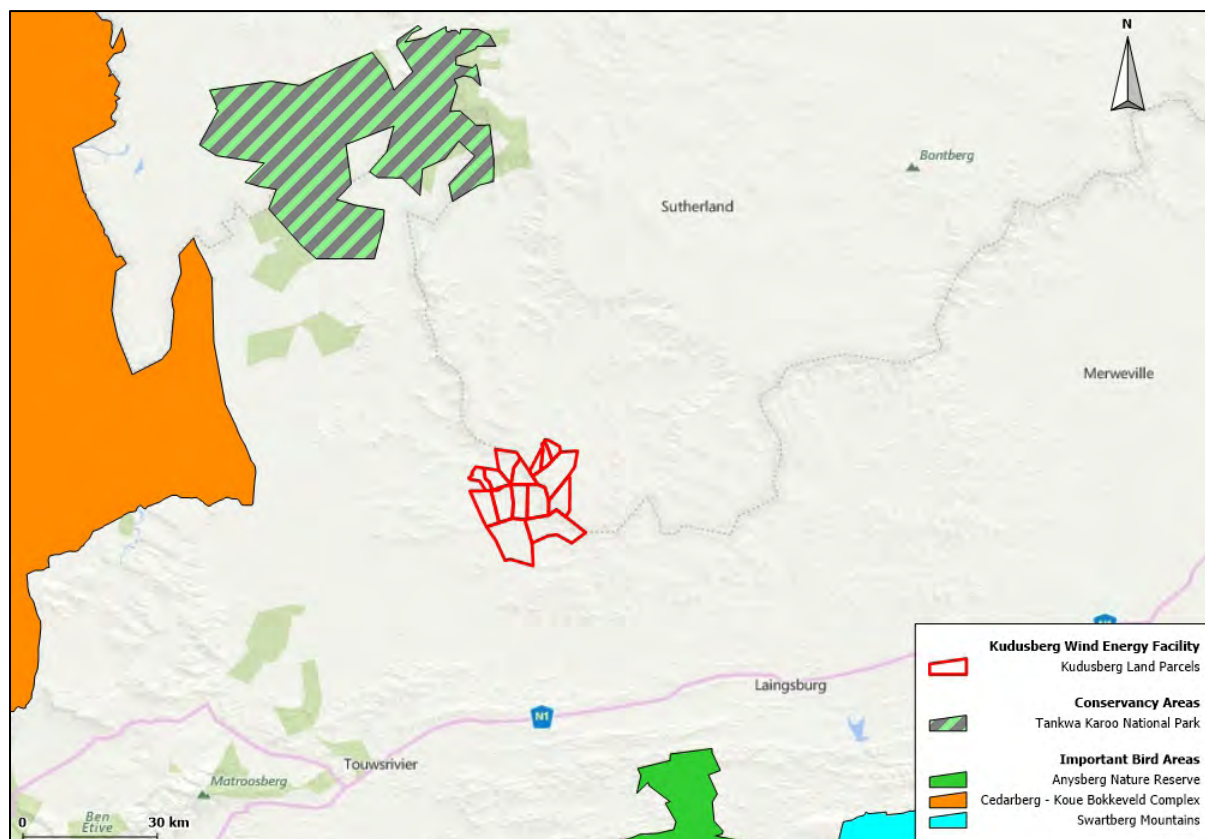 N
Bontberg
Sutherland
Merweville
Laingsburg
N1
Touwsrivier
Matroosberg
Ben
Etive
0 30 km
Kudusberg Wind Energy Facility
Kudusberg Land Parcels
Conservancy Areas
Tankwa Karoo National Park
Important Bird Areas
Anysberg Nature Reserve
Cedarberg - Koue Bokkeveld Complex
Swartberg Mountains